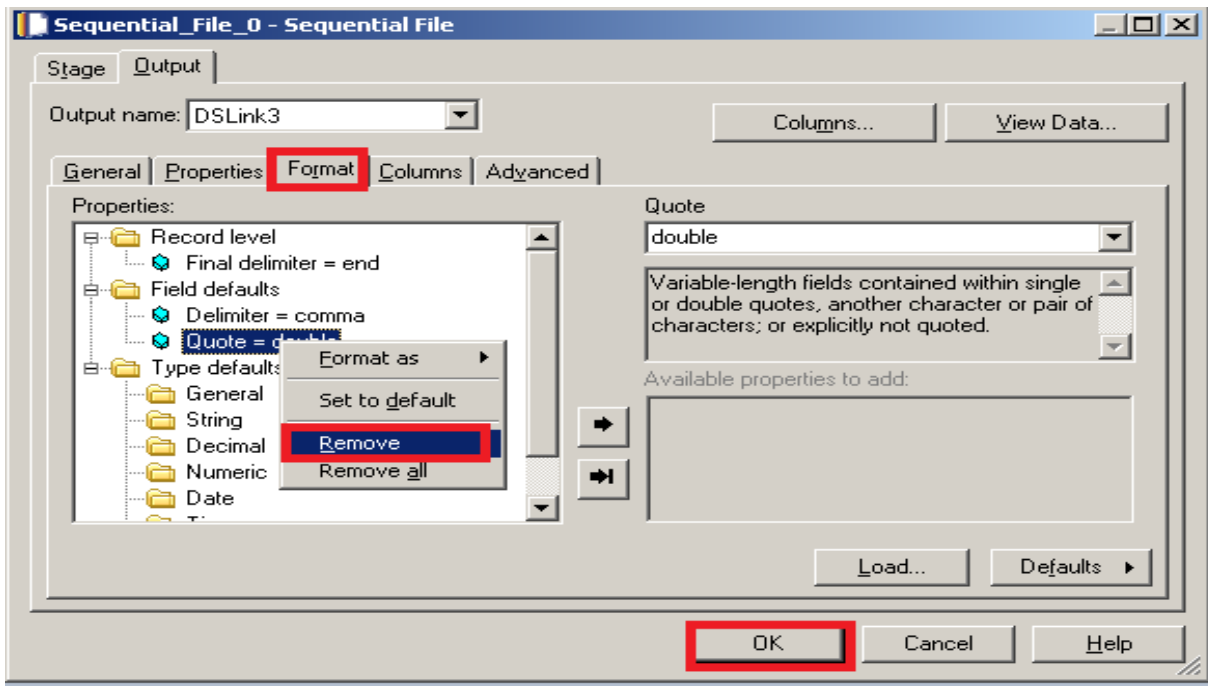 Sequential_File_0 - Sequential File
Stage Output
Output name: DSLink3
Columns... View Data...
General Properties Format Columns Advanced
Properties:
Record level
Final delimiter = end
Field defaults
Delimiter = comma
Quote =
Type defaults
General
String
Decimal
Numeric
Date
Format as
Set to default
Remove
Remove all
Quote
double
Variable-length fields contained within single
or double quotes, another character or pair of
characters; or explicitly not quoted.
Available properties to add:
Load... Defaults
OK Cancel Help